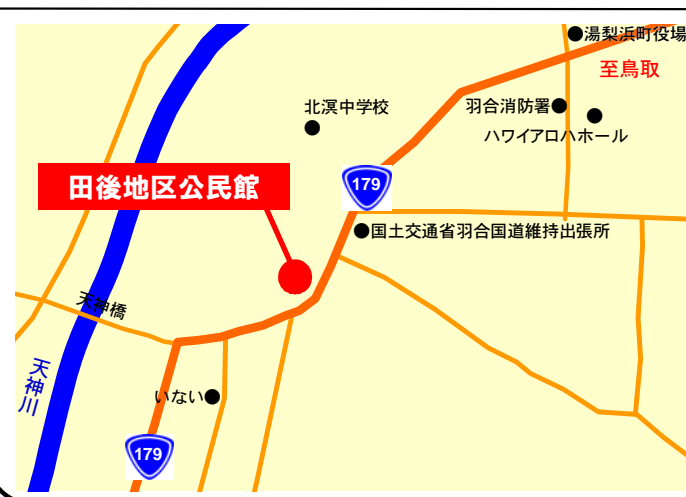 湯梨浜町役場
至鳥取
北溟中学校
羽合消防署
ハワイアロハホール
田後地区公民館
179
国土交通省羽合国道維持出張所
天神橋
天神川
いない
179